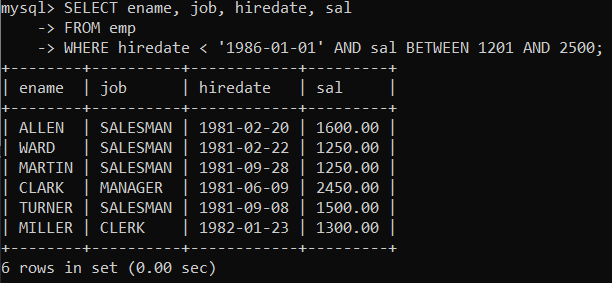 mysql> SELECT ename, job, hiredate, sal
    -> FROM emp
    -> WHERE hiredate < '1986-01-01' AND sal BETWEEN 1201 AND 2500;
+--------+----------+------------+---------+
| ename  | job      | hiredate   | sal     |
+--------+----------+------------+---------+
| ALLEN  | SALESMAN | 1981-02-20 | 1600.00 |
| WARD   | SALESMAN | 1981-02-22 | 1250.00 |
| MARTIN | SALESMAN | 1981-09-28 | 1250.00 |
| CLARK  | MANAGER  | 1981-06-09 | 2450.00 |
| TURNER | SALESMAN | 1981-09-08 | 1500.00 |
| MILLER | CLERK    | 1982-01-23 | 1300.00 |
+--------+----------+------------+---------+
6 rows in set (0.00 sec)